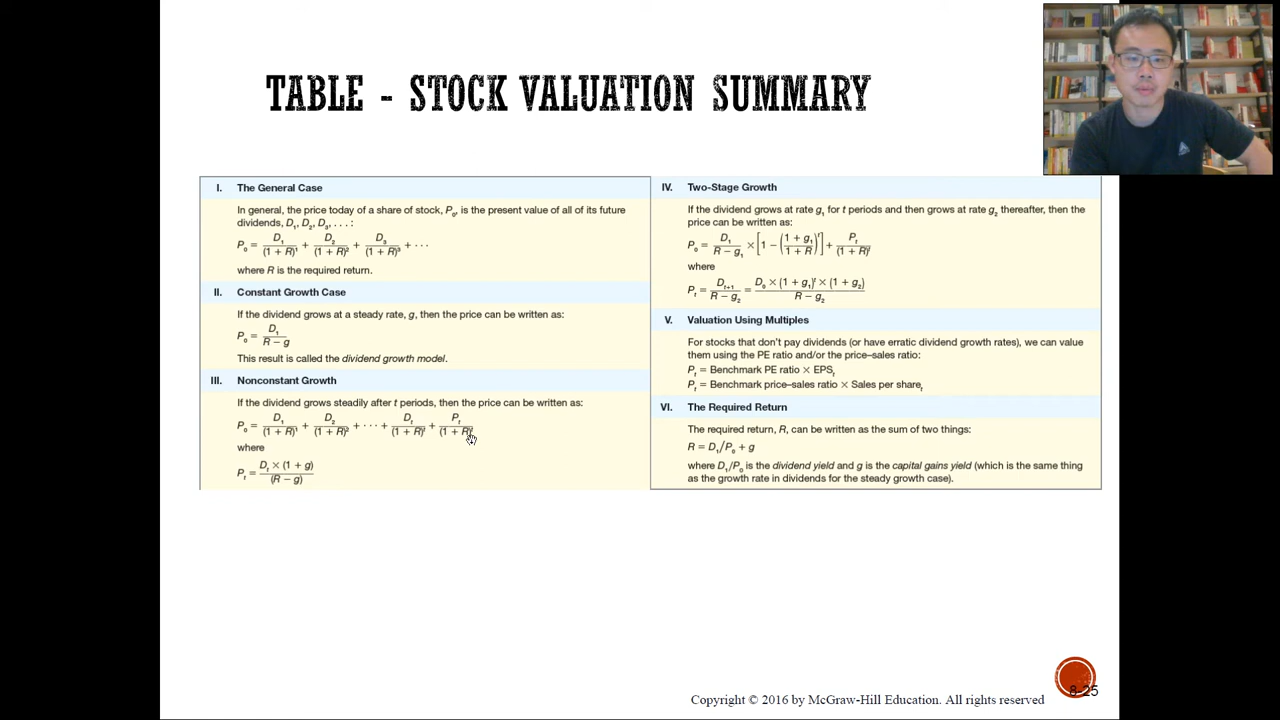 TABLE - STOCK VALUATION SUMMARY
I. The General Case
In general, the price today of a share of stock, P₀, is the present value of all of its future
dividends, D₁, D₂, D₃, . . . :
P₀ = D₁/(1 + R)¹ + D₂/(1 + R)² + D₃/(1 + R)³ + · · ·
where R is the required return.
II. Constant Growth Case
If the dividend grows at a steady rate, g, then the price can be written as:
P₀ = D₁/(R − g)
This result is called the dividend growth model.
III. Nonconstant Growth
If the dividend grows steadily after t periods, then the price can be written as:
P₀ = D₁/(1 + R)¹ + D₂/(1 + R)² + · · · + Dₜ/(1 + R)ᵗ + Pₜ/(1 + R)ᵗ
where
Pₜ = Dₜ × (1 + g)/(R − g)
IV. Two-Stage Growth
If the dividend grows at rate g₁ for t periods and then grows at rate g₂ thereafter, then the
price can be written as:
P₀ = D₁/(R − g₁) × [1 − ((1 + g₁)/(1 + R))ᵗ] + Pₜ/(1 + R)ᵗ
where
Pₜ = Dₜ₊₁/(R − g₂) = D₀ × (1 + g₁)ᵗ × (1 + g₂)/(R − g₂)
V. Valuation Using Multiples
For stocks that don't pay dividends (or have erratic dividend growth rates), we can value
them using the PE ratio and/or the price–sales ratio:
Pₜ = Benchmark PE ratio × EPSₜ
Pₜ = Benchmark price–sales ratio × Sales per shareₜ
VI. The Required Return
The required return, R, can be written as the sum of two things:
R = D₁/P₀ + g
where D₁/P₀ is the dividend yield and g is the capital gains yield (which is the same thing
as the growth rate in dividends for the steady growth case).
8-25
Copyright © 2016 by McGraw-Hill Education. All rights reserved